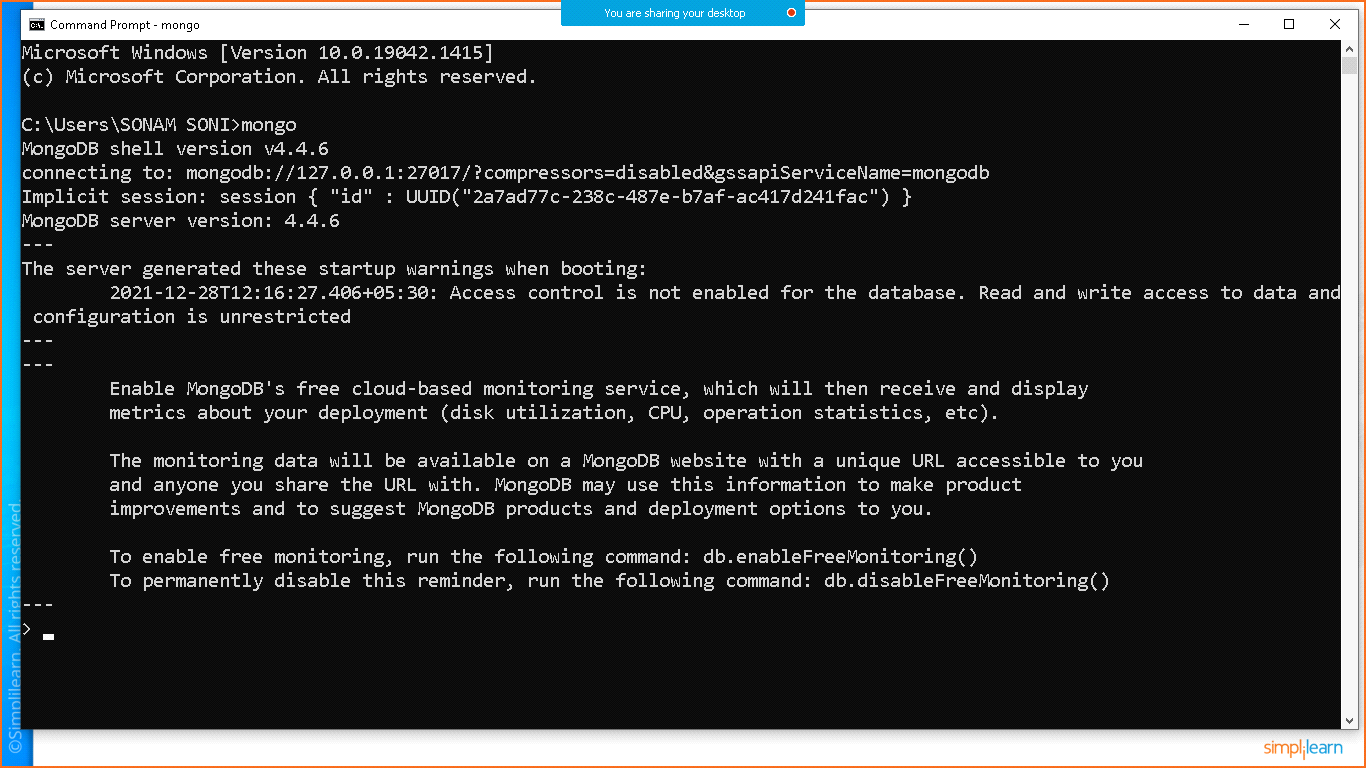 You are sharing your desktop
Command Prompt - mongo
Microsoft Windows [Version 10.0.19042.1415]
(c) Microsoft Corporation. All rights reserved.
C:\Users\SONAM SONI>mongo
MongoDB shell version v4.4.6
connecting to: mongodb://127.0.0.1:27017/?compressors=disabled&gssapiServiceName=mongodb
Implicit session: session { "id" : UUID("2a7ad77c-238c-487e-b7af-ac417d241fac") }
MongoDB server version: 4.4.6
---
The server generated these startup warnings when booting:
2021-12-28T12:16:27.406+05:30: Access control is not enabled for the database. Read and write access to data and
configuration is unrestricted
---
---
Enable MongoDB's free cloud-based monitoring service, which will then receive and display
metrics about your deployment (disk utilization, CPU, operation statistics, etc).
The monitoring data will be available on a MongoDB website with a unique URL accessible to you
and anyone you share the URL with. MongoDB may use this information to make product
improvements and to suggest MongoDB products and deployment options to you.
To enable free monitoring, run the following command: db.enableFreeMonitoring()
To permanently disable this reminder, run the following command: db.disableFreeMonitoring()
---
>
©Simplilearn. All rights reserved.
simplilearn